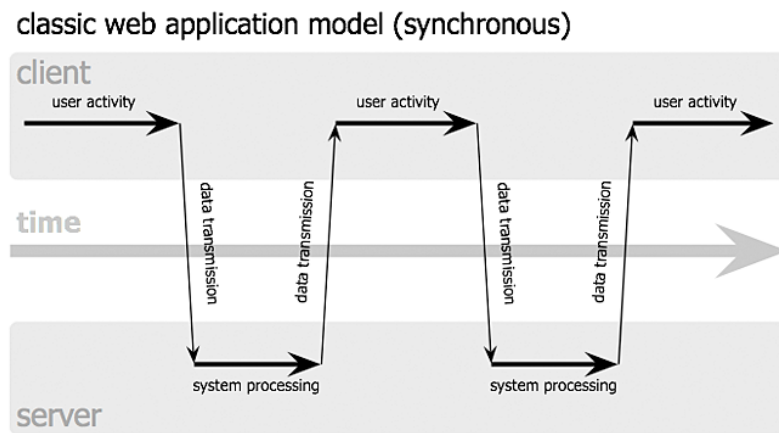 classic web application model (synchronous)
client
user activity
user activity
user activity
data transmission
data transmission
data transmission
data transmission
time
system processing
system processing
server